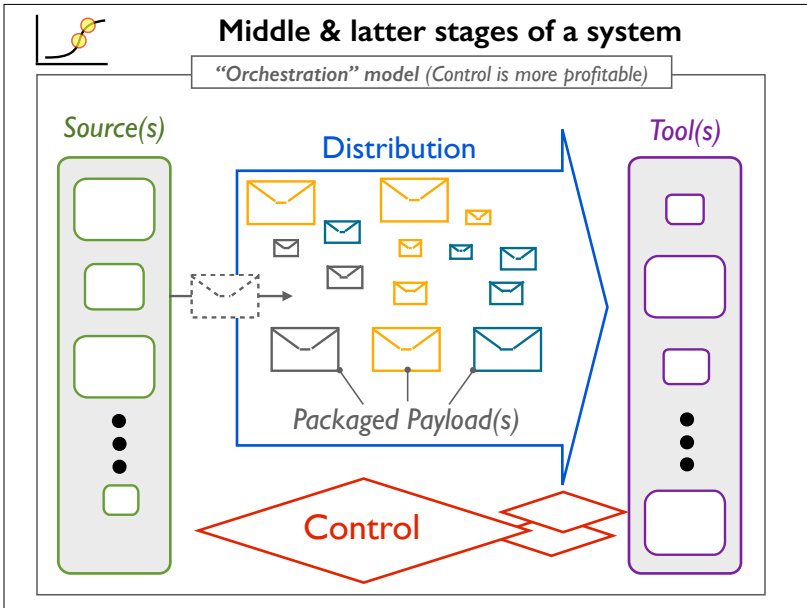 Middle & latter stages of a system
“Orchestration” model (Control is more profitable)
Source(s)
Distribution
Tool(s)
Packaged Payload(s)
Control